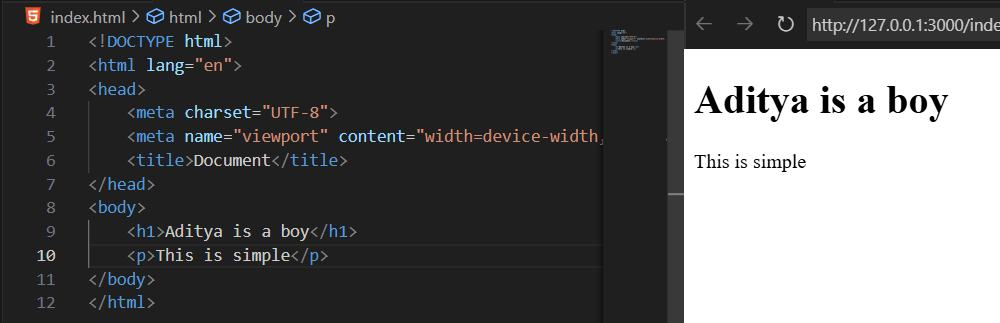 index.html > html > body > p
1 <!DOCTYPE html>
2 <html lang="en">
3 <head>
4 <meta charset="UTF-8">
5 <meta name="viewport" content="width=device-width,
6 <title>Document</title>
7 </head>
8 <body>
9 <h1>Aditya is a boy</h1>
10 <p>This is simple</p>
11 </body>
12 </html>
http://127.0.0.1:3000/inde
Aditya is a boy
This is simple